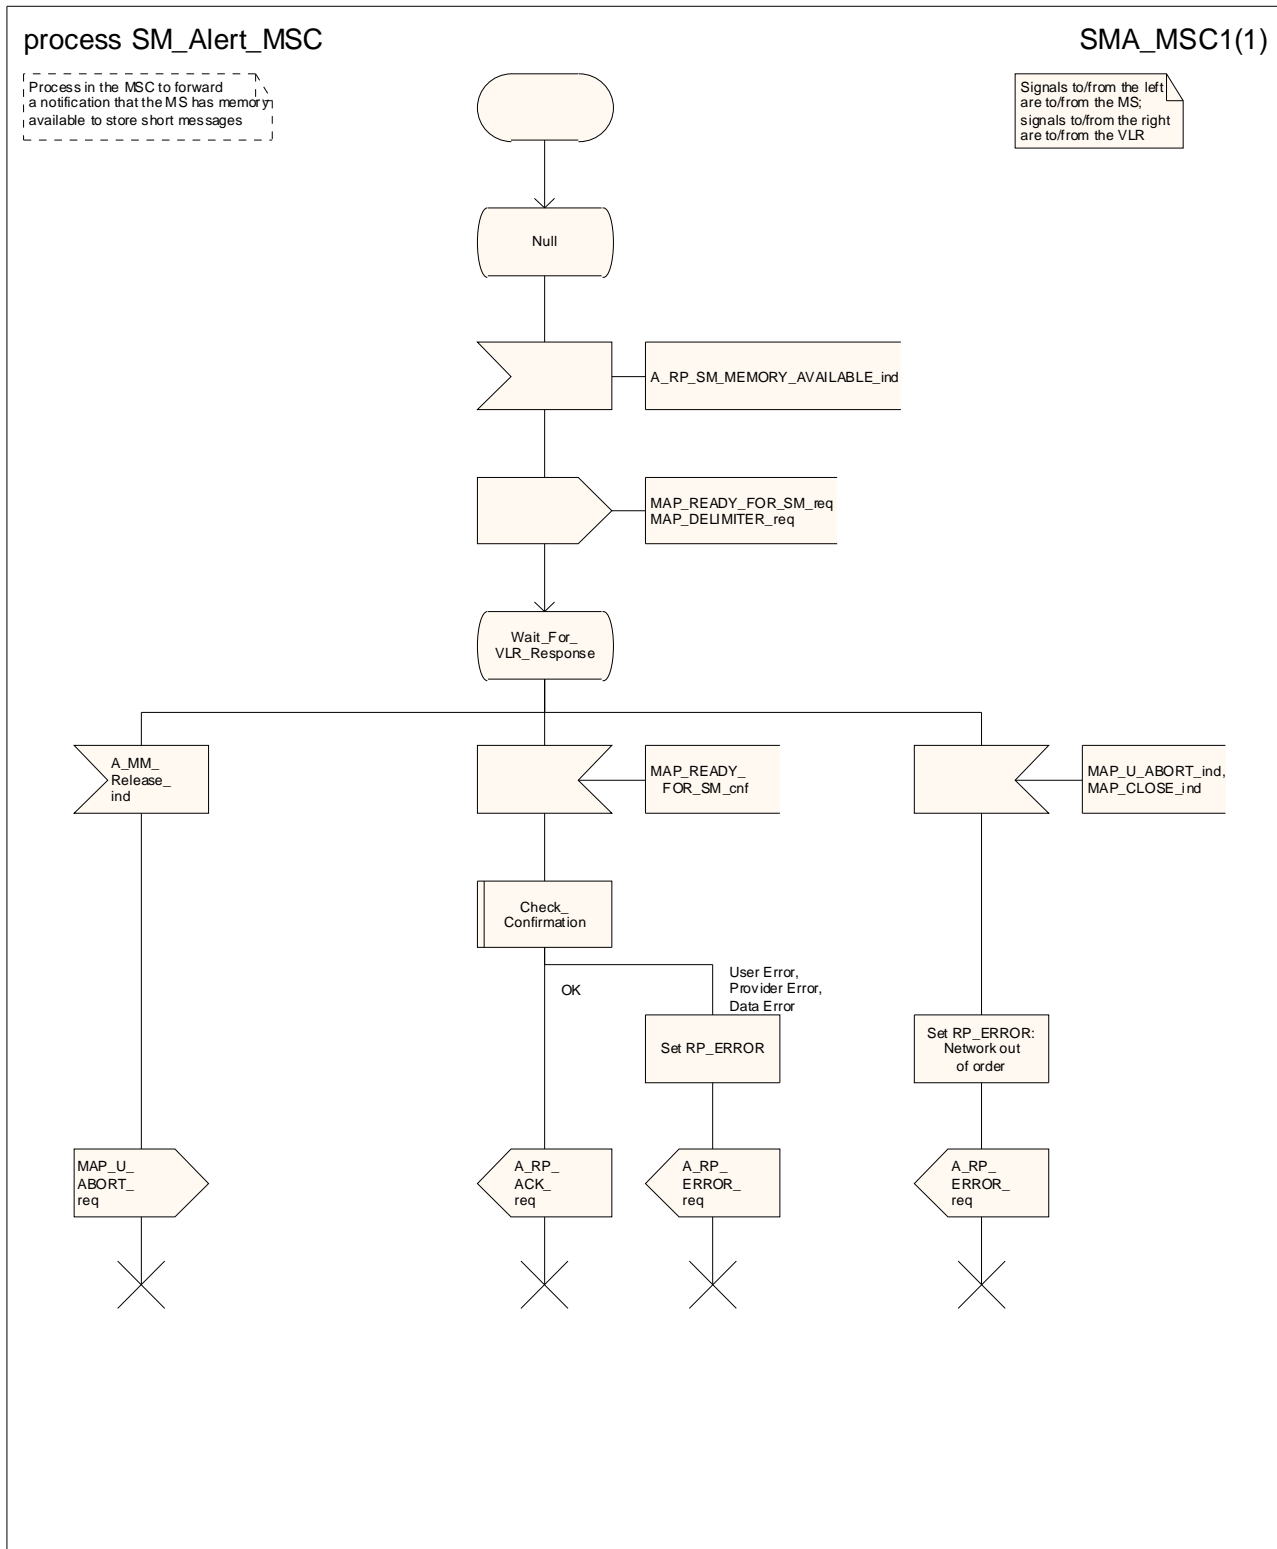 process SM_Alert_MSC
SMA_MSC1(1)
Process in the MSC to forward
a notification that the MS has memory
available to store short messages
Signals to/from the left
are to/from the MS;
signals to/from the right
are to/from the VLR
Null
A_RP_SM_MEMORY_AVAILABLE_ind
MAP_READY_FOR_SM_req
MAP_DELIMITER_req
Wait_For_
VLR_Response
A_MM_
Release_
ind
MAP_READY_
FOR_SM_cnf
MAP_U_ABORT_ind,
MAP_CLOSE_ind
Check_
Confirmation
OK
User Error,
Provider Error,
Data Error
Set RP_ERROR
Set RP_ERROR:
Network out
of order
MAP_U_
ABORT_
req
A_RP_
ACK_
req
A_RP_
ERROR_
req
A_RP_
ERROR_
req